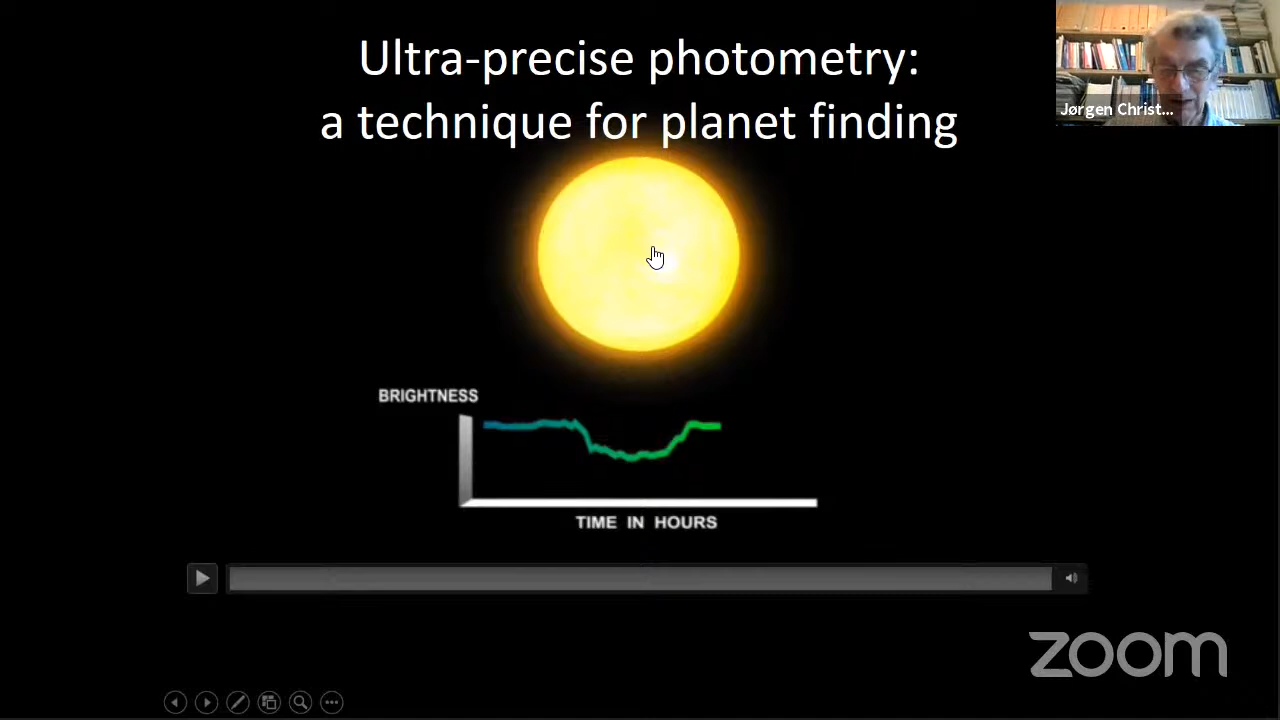 Ultra-precise photometry:
a technique for planet finding
Jørgen Christ...
BRIGHTNESS
TIME IN HOURS
zoom